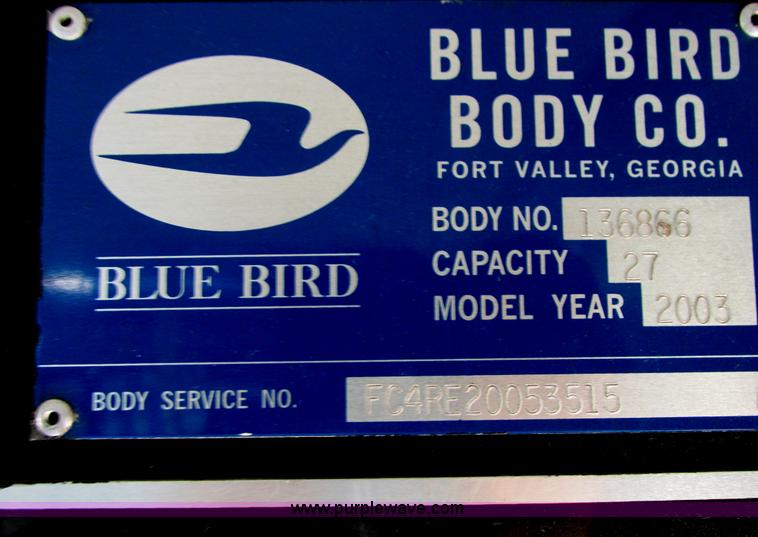 BLUE BIRD
BODY CO.
FORT VALLEY, GEORGIA
BODY NO. 136866
CAPACITY 27
MODEL YEAR 2003
BLUE BIRD
BODY SERVICE NO. FC4RE20053515
www.purplewave.com